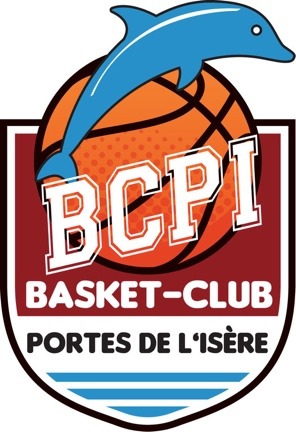 BCPI
BASKET-CLUB
PORTES DE L'ISÈRE